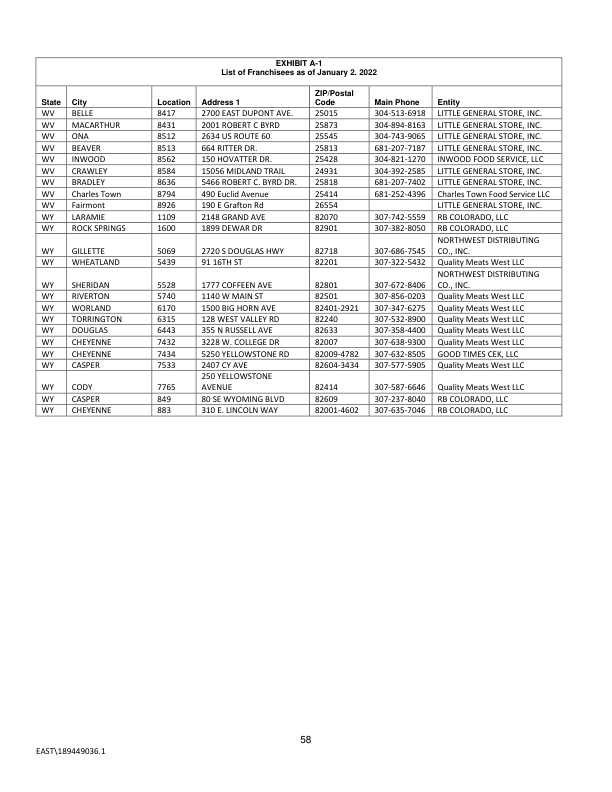 EXHIBIT A-1
List of Franchisees as of January 2. 2022
State City Location Address 1 ZIP/Postal Code Main Phone Entity
WV BELLE 8417 2700 EAST DUPONT AVE. 25015 304-513-6918 LITTLE GENERAL STORE, INC.
WV MACARTHUR 8431 2001 ROBERT C BYRD 25873 304-894-8163 LITTLE GENERAL STORE, INC.
WV ONA 8512 2634 US ROUTE 60 25545 304-743-9065 LITTLE GENERAL STORE, INC.
WV BEAVER 8513 664 RITTER DR. 25813 681-207-7187 LITTLE GENERAL STORE, INC.
WV INWOOD 8562 150 HOVATTER DR. 25428 304-821-1270 INWOOD FOOD SERVICE, LLC
WV CRAWLEY 8584 15056 MIDLAND TRAIL 24931 304-392-2585 LITTLE GENERAL STORE, INC.
WV BRADLEY 8636 5466 ROBERT C. BYRD DR. 25818 681-207-7402 LITTLE GENERAL STORE, INC.
WV Charles Town 8794 490 Euclid Avenue 25414 681-252-4396 Charles Town Food Service LLC
WV Fairmont 8926 190 E Grafton Rd 26554 LITTLE GENERAL STORE, INC.
WY LARAMIE 1109 2148 GRAND AVE 82070 307-742-5559 RB COLORADO, LLC
WY ROCK SPRINGS 1600 1899 DEWAR DR 82901 307-382-8050 RB COLORADO, LLC
WY GILLETTE 5069 2720 S DOUGLAS HWY 82718 307-686-7545 NORTHWEST DISTRIBUTING CO., INC.
WY WHEATLAND 5439 91 16TH ST 82201 307-322-5432 Quality Meats West LLC
WY SHERIDAN 5528 1777 COFFEEN AVE 82801 307-672-8406 NORTHWEST DISTRIBUTING CO., INC.
WY RIVERTON 5740 1140 W MAIN ST 82501 307-856-0203 Quality Meats West LLC
WY WORLAND 6170 1500 BIG HORN AVE 82401-2921 307-347-6275 Quality Meats West LLC
WY TORRINGTON 6315 128 WEST VALLEY RD 82240 307-532-8900 Quality Meats West LLC
WY DOUGLAS 6443 355 N RUSSELL AVE 82633 307-358-4400 Quality Meats West LLC
WY CHEYENNE 7432 3228 W. COLLEGE DR 82007 307-638-9300 Quality Meats West LLC
WY CHEYENNE 7434 5250 YELLOWSTONE RD 82009-4782 307-632-8505 GOOD TIMES CEK, LLC
WY CASPER 7533 2407 CY AVE 82604-3434 307-577-5905 Quality Meats West LLC
WY CODY 7765 250 YELLOWSTONE AVENUE 82414 307-587-6646 Quality Meats West LLC
WY CASPER 849 80 SE WYOMING BLVD 82609 307-237-8040 RB COLORADO, LLC
WY CHEYENNE 883 310 E. LINCOLN WAY 82001-4602 307-635-7046 RB COLORADO, LLC
58
EAST\189449036.1